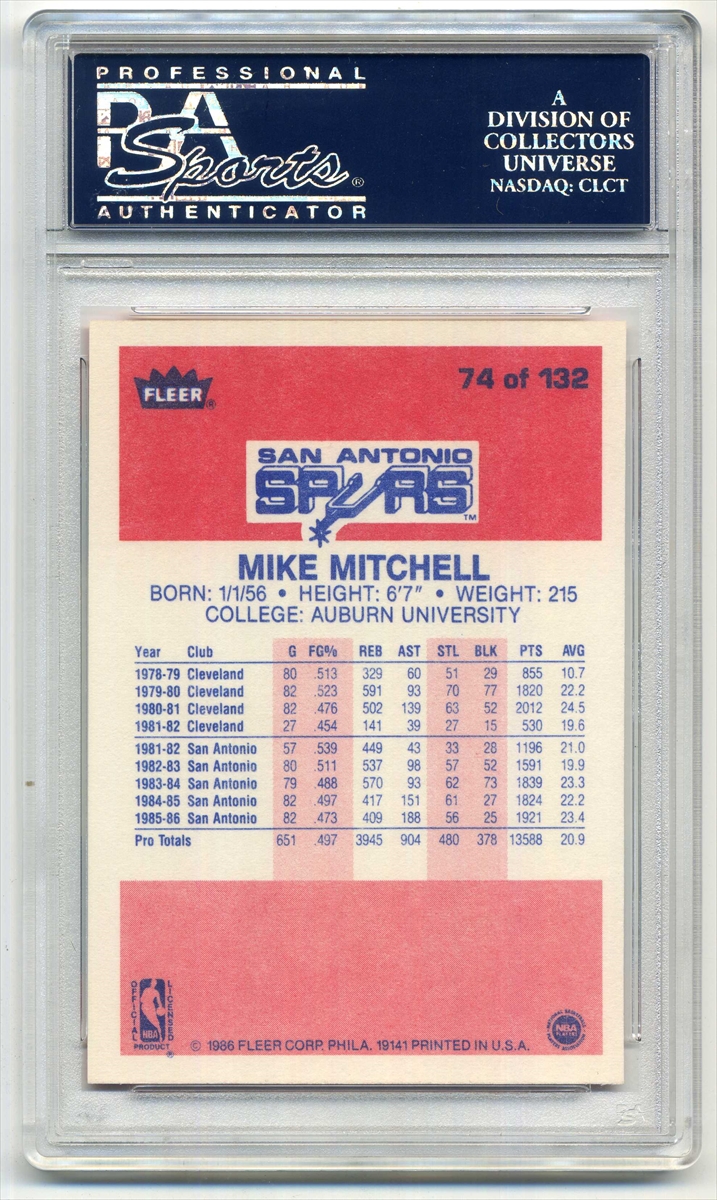 PROFESSIONAL
PSA
Sports®
AUTHENTICATOR
A
DIVISION OF
COLLECTORS
UNIVERSE
NASDAQ: CLCT
FLEER®
74 of 132
SAN ANTONIO
SPURS™
MIKE MITCHELL
BORN: 1/1/56 • HEIGHT: 6'7" • WEIGHT: 215
COLLEGE: AUBURN UNIVERSITY
Year Club G FG% REB AST STL BLK PTS AVG
1978-79 Cleveland 80 .513 329 60 51 29 855 10.7
1979-80 Cleveland 82 .523 591 93 70 77 1820 22.2
1980-81 Cleveland 82 .476 502 139 63 52 2012 24.5
1981-82 Cleveland 27 .454 141 39 27 15 530 19.6
1981-82 San Antonio 57 .539 449 43 33 28 1196 21.0
1982-83 San Antonio 80 .511 537 98 57 52 1591 19.9
1983-84 San Antonio 79 .488 570 93 62 73 1839 23.3
1984-85 San Antonio 82 .497 417 151 61 27 1824 22.2
1985-86 San Antonio 82 .473 409 188 56 25 1921 23.4
Pro Totals 651 .497 3945 904 480 378 13588 20.9
OFFICIAL LICENSED
NBA
PRODUCT®
© 1986 FLEER CORP. PHILA. 19141 PRINTED IN U.S.A.
NATIONAL BASKETBALL
NBA
PLAYERS
PLAYERS ASSOCIATION